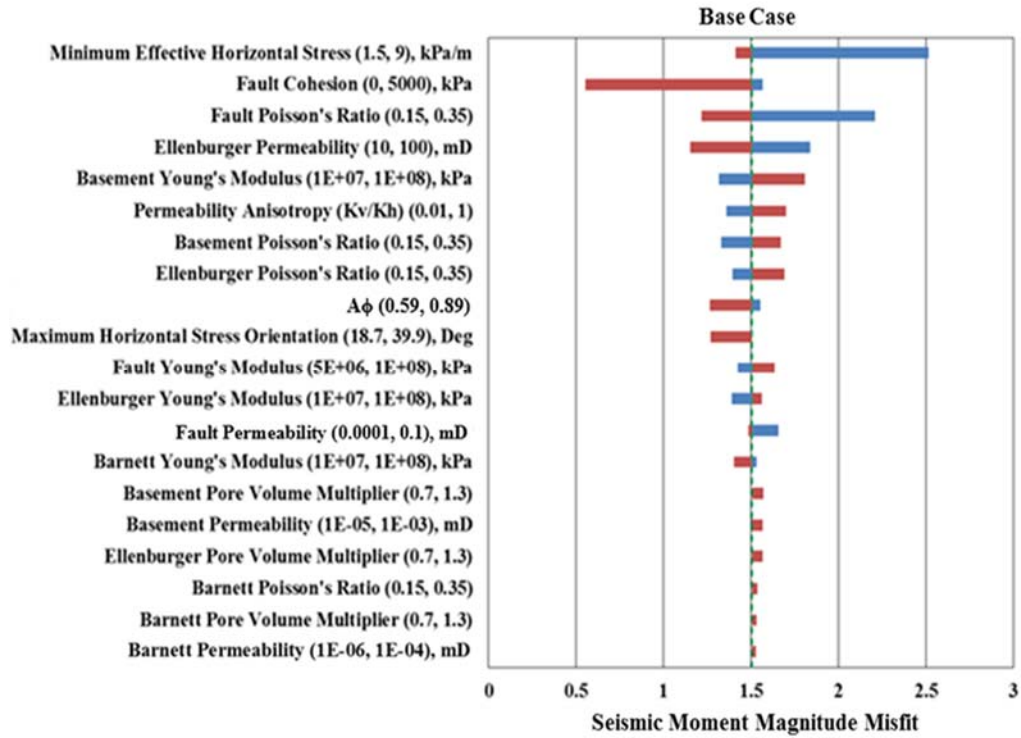 Base Case
Minimum Effective Horizontal Stress (1.5, 9), kPa/m
Fault Cohesion (0, 5000), kPa
Fault Poisson's Ratio (0.15, 0.35)
Ellenburger Permeability (10, 100), mD
Basement Young's Modulus (1E+07, 1E+08), kPa
Permeability Anisotropy (Kv/Kh) (0.01, 1)
Basement Poisson's Ratio (0.15, 0.35)
Ellenburger Poisson's Ratio (0.15, 0.35)
Aϕ (0.59, 0.89)
Maximum Horizontal Stress Orientation (18.7, 39.9), Deg
Fault Young's Modulus (5E+06, 1E+08), kPa
Ellenburger Young's Modulus (1E+07, 1E+08), kPa
Fault Permeability (0.0001, 0.1), mD
Barnett Young's Modulus (1E+07, 1E+08), kPa
Basement Pore Volume Multiplier (0.7, 1.3)
Basement Permeability (1E-05, 1E-03), mD
Ellenburger Pore Volume Multiplier (0.7, 1.3)
Barnett Poisson's Ratio (0.15, 0.35)
Barnett Pore Volume Multiplier (0.7, 1.3)
Barnett Permeability (1E-06, 1E-04), mD
0 0.5 1 1.5 2 2.5 3
Seismic Moment Magnitude Misfit